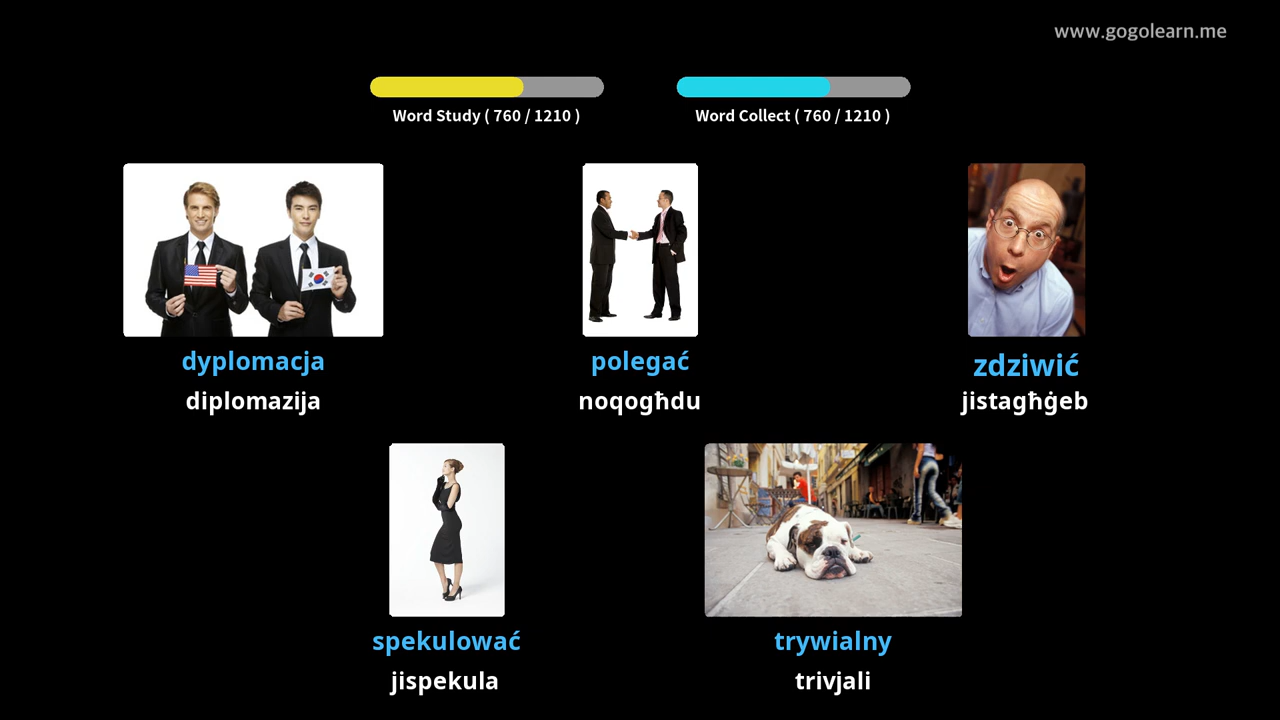 www.gogolearn.me
Word Study ( 760 / 1210 )
Word Collect ( 760 / 1210 )
dyplomacja
diplomazija
polegać
noqogħdu
zdziwić
jistagħġeb
spekulować
jispekula
trywialny
trivjali